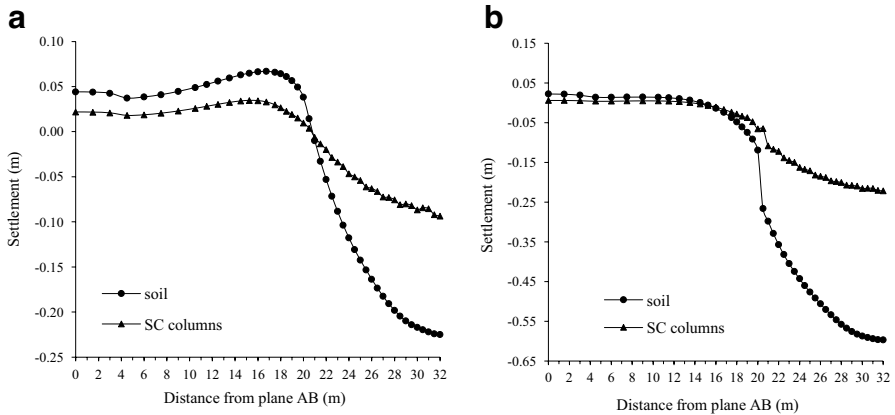 a
0.10
0.05
0.00
-0.05
-0.10
-0.15
-0.20
-0.25
Settlement (m)
soil
SC columns
0 2 4 6 8 10 12 14 16 18 20 22 24 26 28 30 32
Distance from plane AB (m)
b
0.15
0.05
-0.05
-0.15
-0.25
-0.35
-0.45
-0.55
-0.65
Settlement (m)
soil
SC columns
0 2 4 6 8 10 12 14 16 18 20 22 24 26 28 30 32
Distance from plane AB (m)